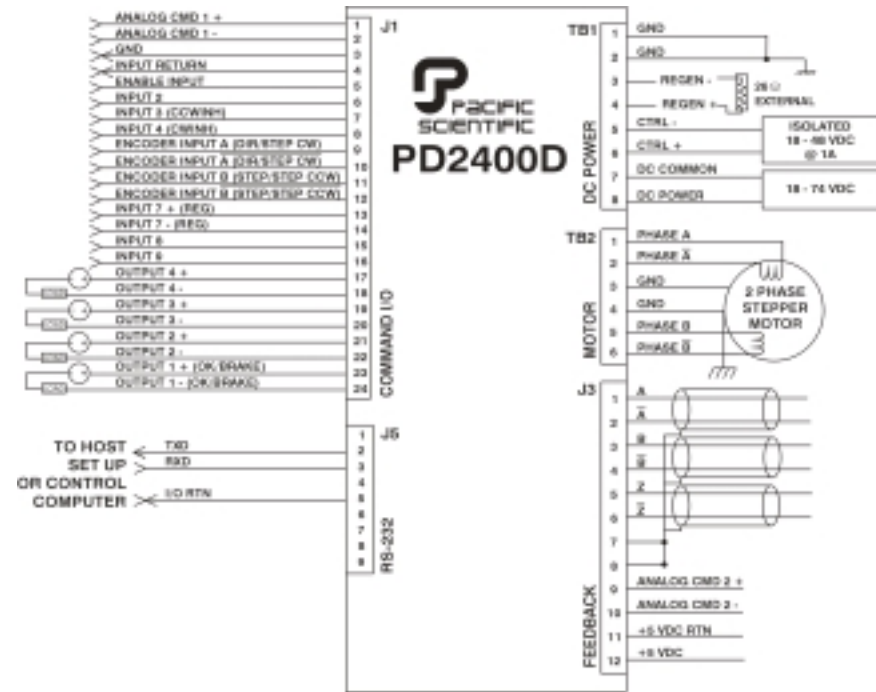 ANALOG CMD 1 +
ANALOG CMD 1 -
GND
INPUT RETURN
ENABLE INPUT
INPUT 2
INPUT 3 (CCWINH)
INPUT 4 (CWINH)
ENCODER INPUT A (DIR/STEP CW)
ENCODER INPUT A (DIR/STEP CW)
ENCODER INPUT B (STEP/STEP CCW)
ENCODER INPUT B (STEP/STEP CCW)
INPUT 7 + (REG)
INPUT 7 - (REG)
INPUT 8
INPUT 9
OUTPUT 4 +
OUTPUT 4 -
OUTPUT 3 +
OUTPUT 3 -
OUTPUT 2 +
OUTPUT 2 -
OUTPUT 1 + (OK/BRAKE)
OUTPUT 1 - (OK/BRAKE)
1
2
3
4
5
6
7
8
9
10
11
12
13
14
15
16
17
18
19
20
21
22
23
24
J1
COMMAND I/O
TO HOST
SET UP
OR CONTROL
COMPUTER
TXD
RXD
I/O RTN
1
2
3
4
5
6
7
8
9
J5
RS-232
PACIFIC
SCIENTIFIC
PD2400D
TB1
DC POWER
1
2
3
4
5
6
7
8
GND
GND
REGEN -
REGEN +
CTRL -
CTRL +
DC COMMON
DC POWER
EXTERNAL
ISOLATED
18 - 48 VDC
@ 1A
18 - 74 VDC
TB2
MOTOR
1
2
3
4
5
6
PHASE A
PHASE A̅
GND
GND
PHASE B
PHASE B̅
2 PHASE
STEPPER
MOTOR
J3
FEEDBACK
1
2
3
4
5
6
7
8
9
10
11
12
A
A̅
B
B̅
Z
Z̅
ANALOG CMD 2 +
ANALOG CMD 2 -
+5 VDC RTN
+5 VDC